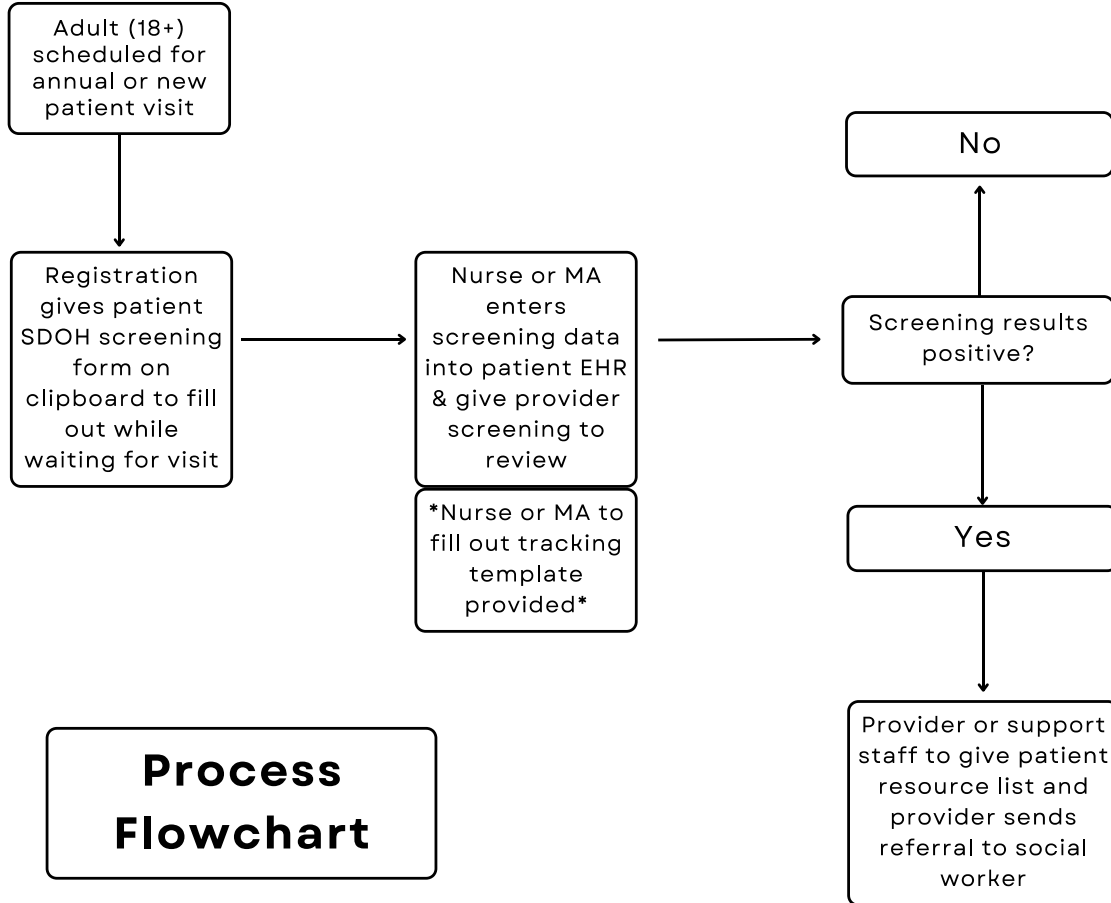 Adult (18+)
scheduled for
annual or new
patient visit
Registration
gives patient
SDOH screening
form on
clipboard to fill
out while
waiting for visit
Nurse or MA
enters
screening data
into patient EHR
& give provider
screening to
review
*Nurse or MA to
fill out tracking
template
provided*
Screening results
positive?
No
Yes
Provider or support
staff to give patient
resource list and
provider sends
referral to social
worker
Process
Flowchart